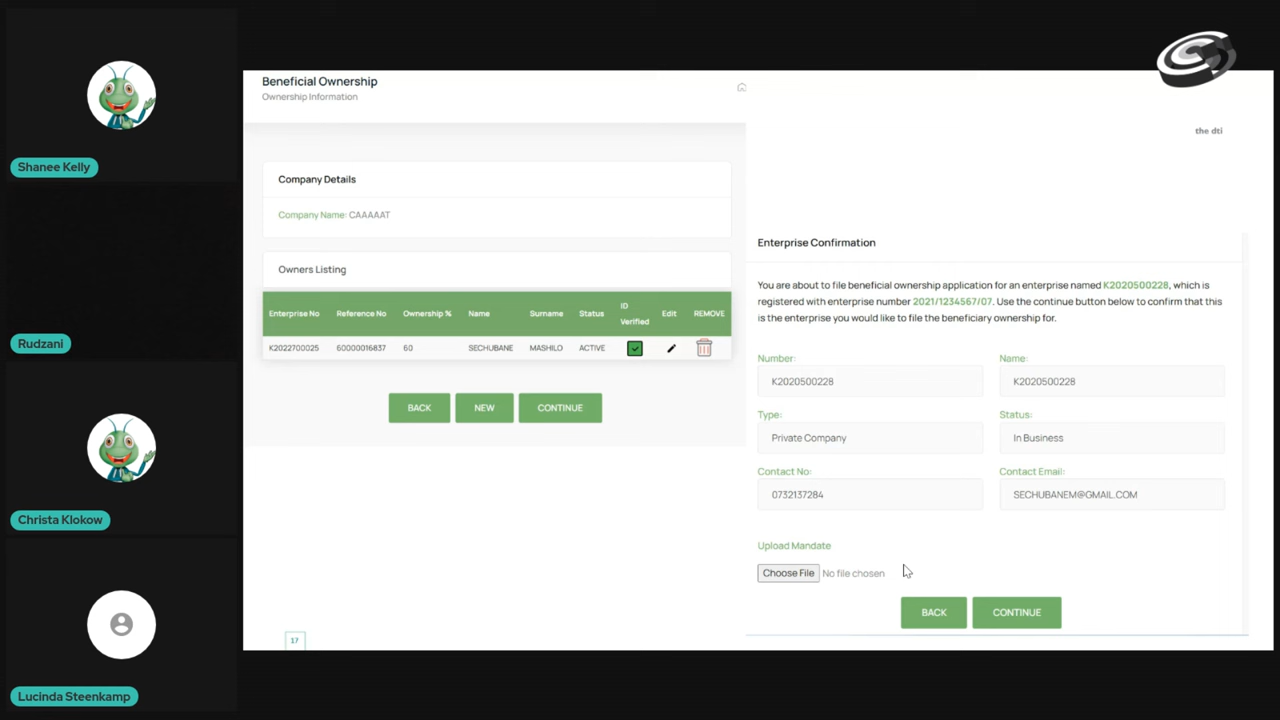 Shanee Kelly
Rudzani
Christa Klokow
Lucinda Steenkamp
Beneficial Ownership
Ownership Information
Company Details
Company Name: CAAAAAT
Owners Listing
Enterprise No Reference No Ownership % Name Surname Status ID Verified Edit REMOVE
K2022700025 60000016837 60 SECHUBANE MASHILO ACTIVE
BACK NEW CONTINUE
17
the dti
Enterprise Confirmation
You are about to file beneficial ownership application for an enterprise named K2020500228, which is
registered with enterprise number 2021/1234567/07. Use the continue button below to confirm that this
is the enterprise you would like to file the beneficiary ownership for.
Number: Name:
K2020500228 K2020500228
Type: Status:
Private Company In Business
Contact No: Contact Email:
0732137284 SECHUBANEM@GMAIL.COM
Upload Mandate
Choose File No file chosen
BACK CONTINUE